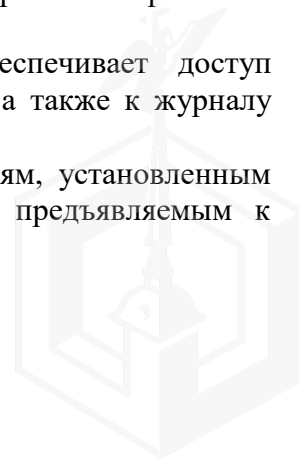 еспечивает доступ
а также к журналу
ям, установленным
предъявляемым к